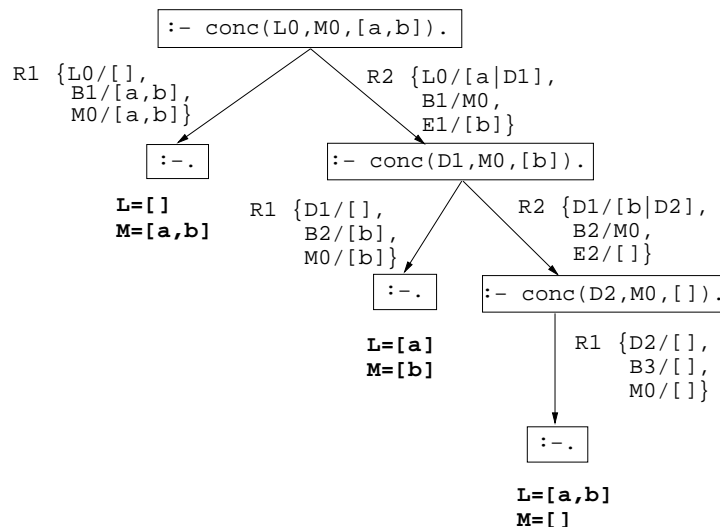 :- conc(L0,M0,[a,b]).
R1 {L0/[],
B1/[a,b],
M0/[a,b]}
R2 {L0/[a|D1],
B1/M0,
E1/[b]}
:-.
:- conc(D1,M0,[b]).
L=[]
M=[a,b]
R1 {D1/[],
B2/[b],
M0/[b]}
R2 {D1/[b|D2],
B2/M0,
E2/[]}
:-.
:- conc(D2,M0,[]).
L=[a]
M=[b]
R1 {D2/[],
B3/[],
M0/[]}
:-.
L=[a,b]
M=[]